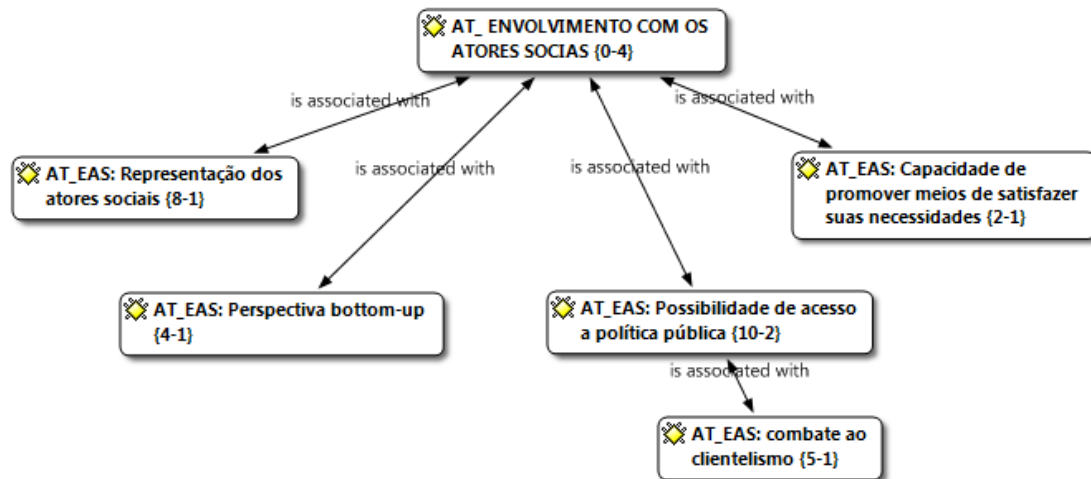 AT_ ENVOLVIMENTO COM OS
ATORES SOCIAS {0-4}
is associated with
is associated with
is associated with
is associated with
AT_EAS: Representação dos
atores sociais {8-1}
AT_EAS: Capacidade de
promover meios de satisfazer
suas necessidades {2-1}
AT_EAS: Perspectiva bottom-up
{4-1}
AT_EAS: Possibilidade de acesso
a política pública {10-2}
is associated with
AT_EAS: combate ao
clientelismo {5-1}